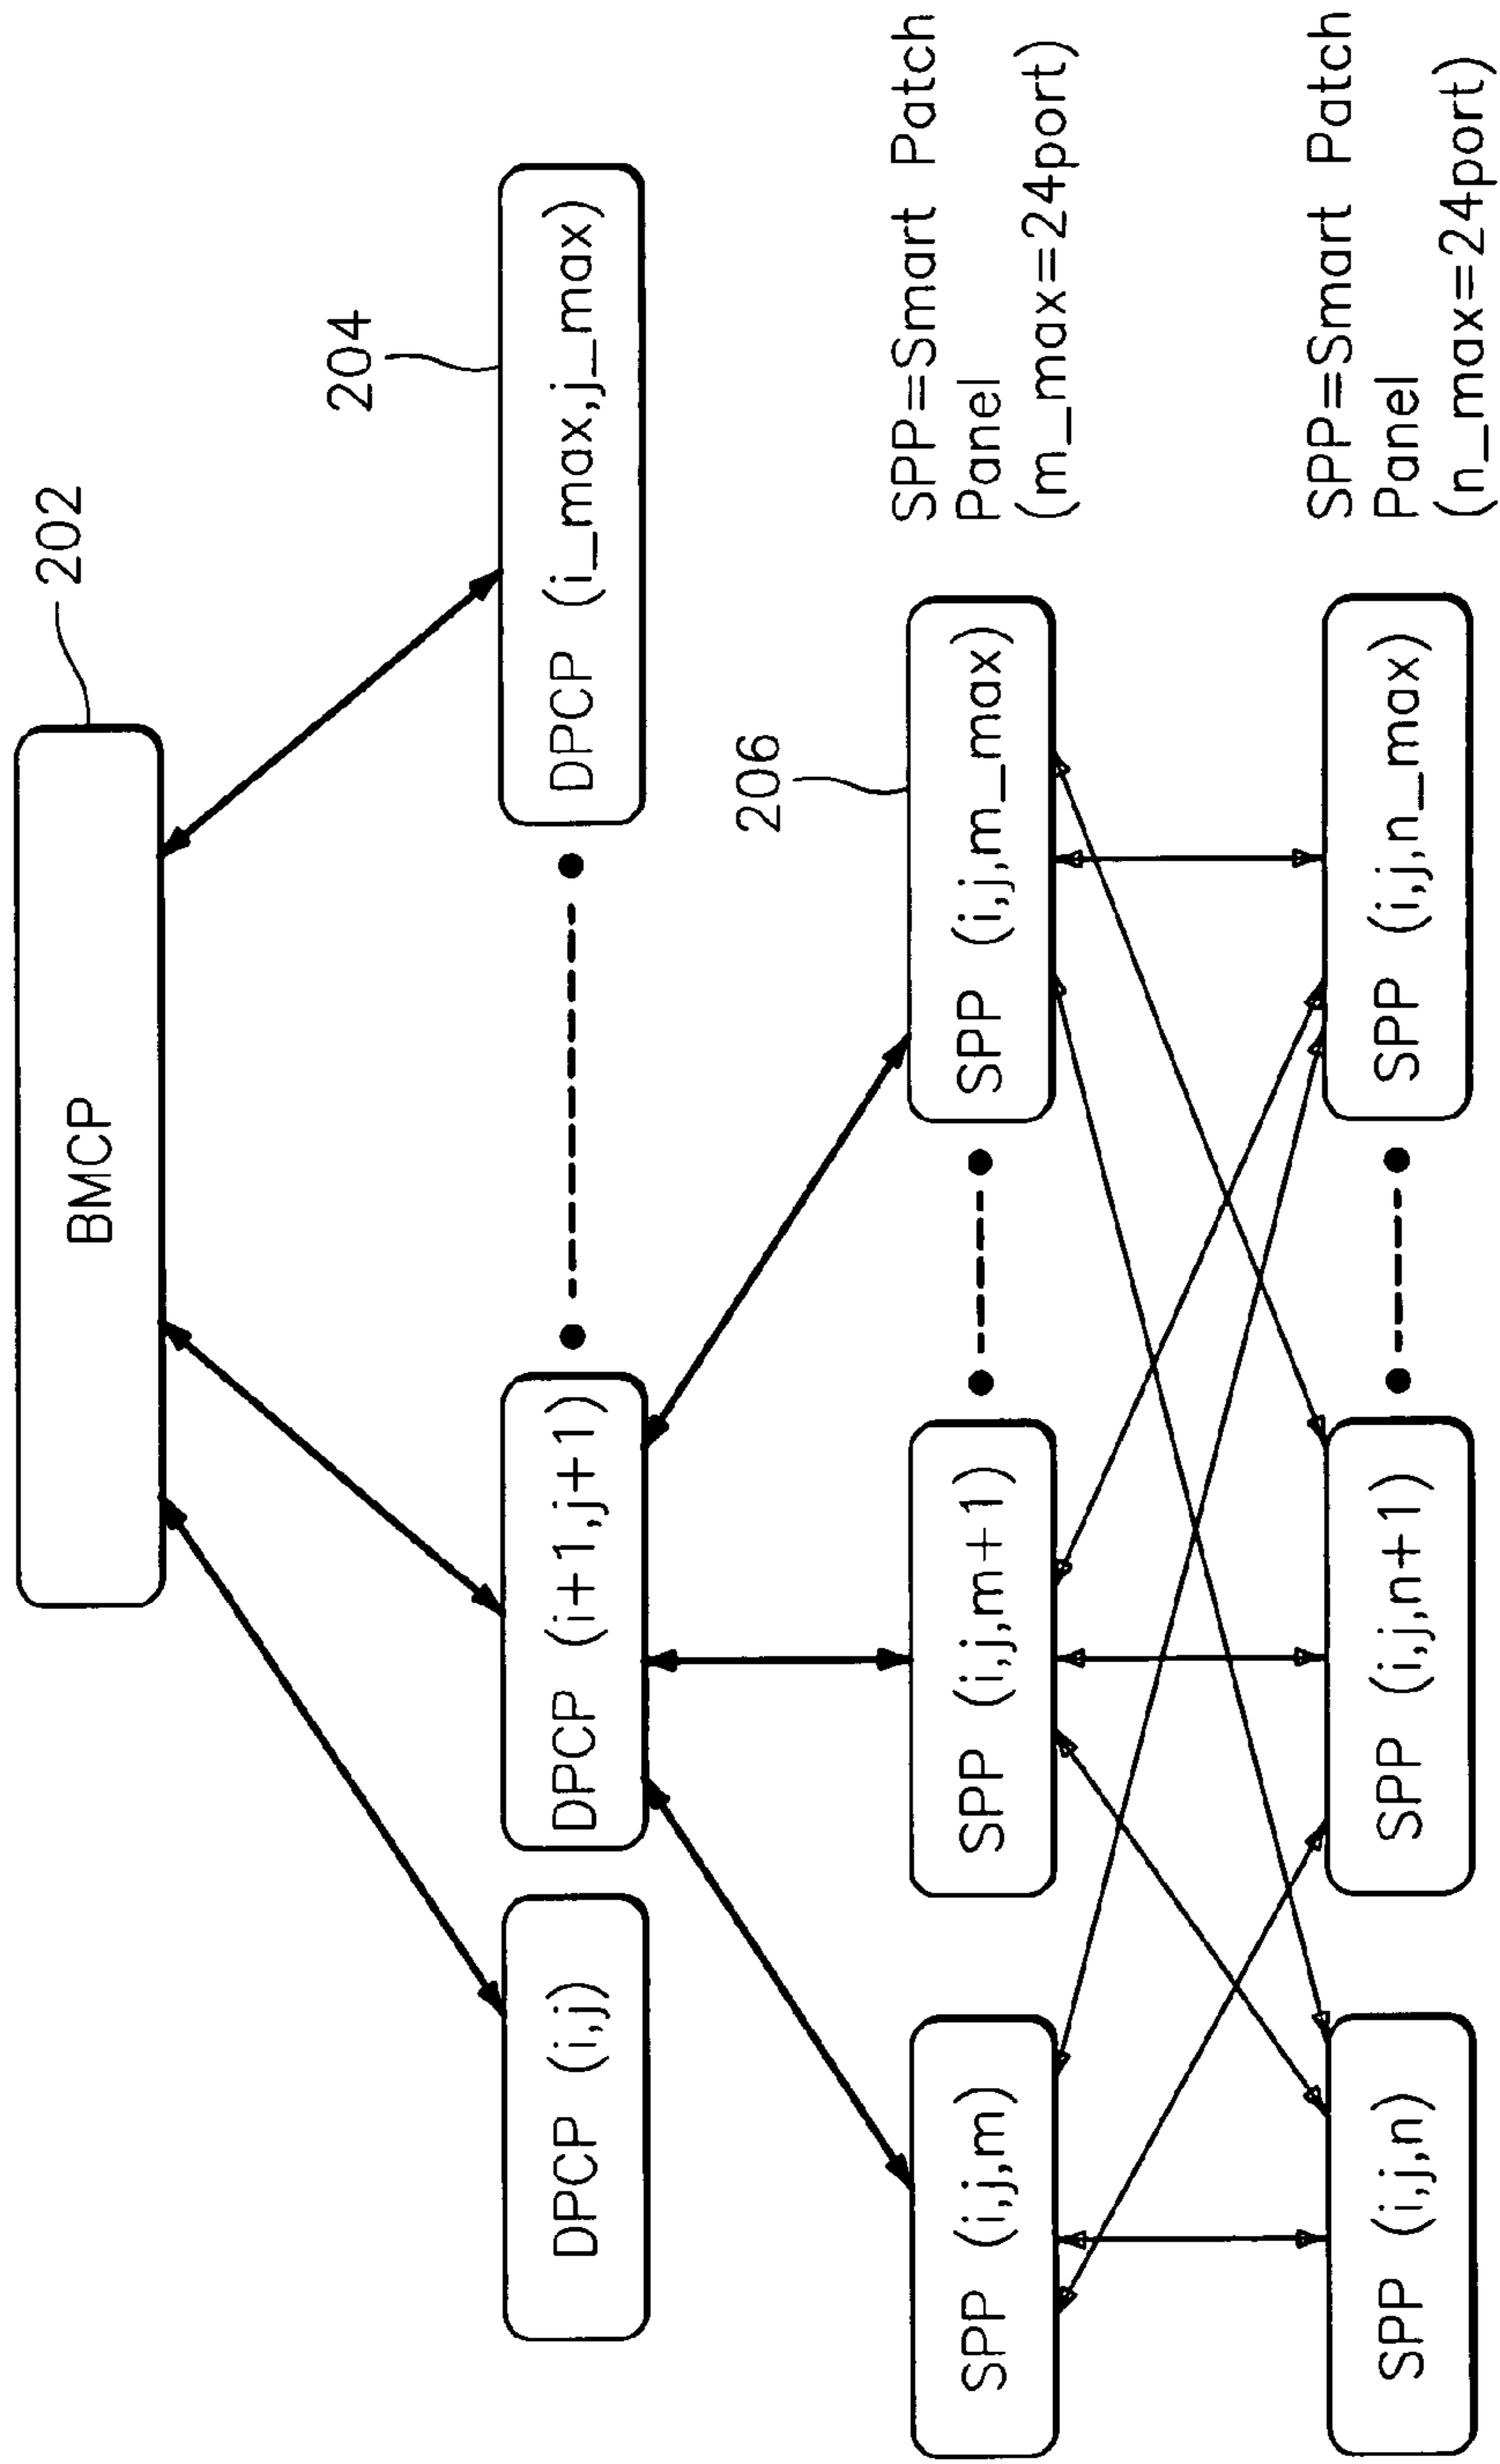 202
BMCP
204
DPCP (i,j)
DPCP (i+1,j+1)
DPCP (i_max,j_max)
206
SPP (i,j,m)
SPP (i,j,m+1)
SPP (i,j,m_max)
SPP=Smart Patch
Panel
(m_max=24port)
SPP (i,j,n)
SPP (i,j,n+1)
SPP (i,j,n_max)
SPP=Smart Patch
Panel
(n_max=24port)